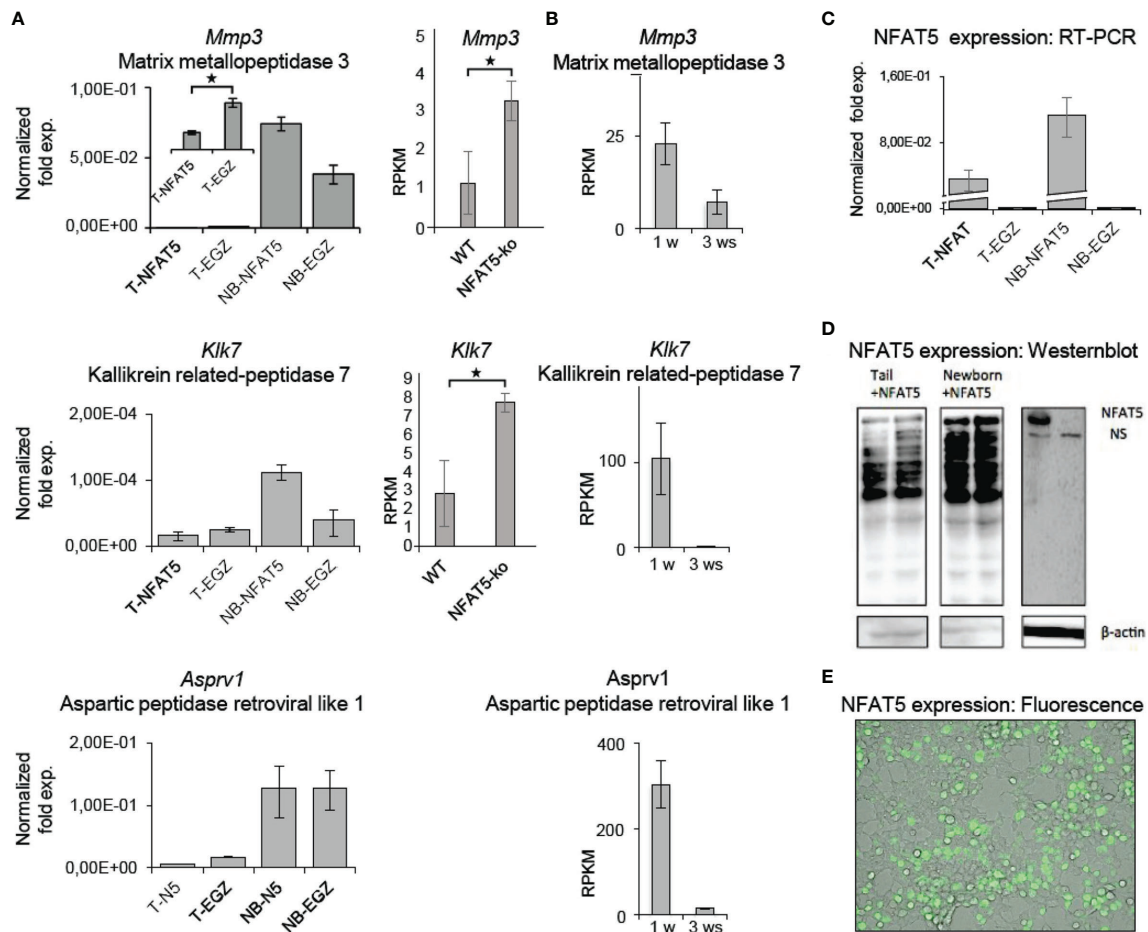 A
Mmp3
Matrix metallopeptidase 3
Normalized
fold exp.
1,00E-01
5,00E-02
0,00E+00
★
T-NFAT5
T-EGZ
T-NFAT5
T-EGZ
NB-NFAT5
NB-EGZ
Mmp3
RPKM
5
4
3
2
1
0
★
WT
NFAT5-ko
B
Mmp3
Matrix metallopeptidase 3
RPKM
25
0
1 w
3 ws
C
NFAT5 expression: RT-PCR
Normalized fold exp.
1,60E-01
8,00E-02
0,00E+00
T-NFAT
T-EGZ
NB-NFAT5
NB-EGZ
Klk7
Kallikrein related-peptidase 7
Normalized
fold exp.
2,00E-04
1,00E-04
0,00E+00
T-NFAT5
T-EGZ
NB-NFAT5
NB-EGZ
Klk7
RPKM
9
8
7
6
5
4
3
2
1
0
★
WT
NFAT5-ko
Klk7
Kallikrein related-peptidase 7
RPKM
100
0
1 w
3 ws
D
NFAT5 expression: Westernblot
Tail
+NFAT5
Newborn
+NFAT5
NFAT5
NS
β-actin
Asprv1
Aspartic peptidase retroviral like 1
Normalized
fold exp.
2,00E-01
1,00E-01
0,00E+00
T-N5
T-EGZ
NB-N5
NB-EGZ
Asprv1
Aspartic peptidase retroviral like 1
RPKM
400
200
0
1 w
3 ws
E
NFAT5 expression: Fluorescence